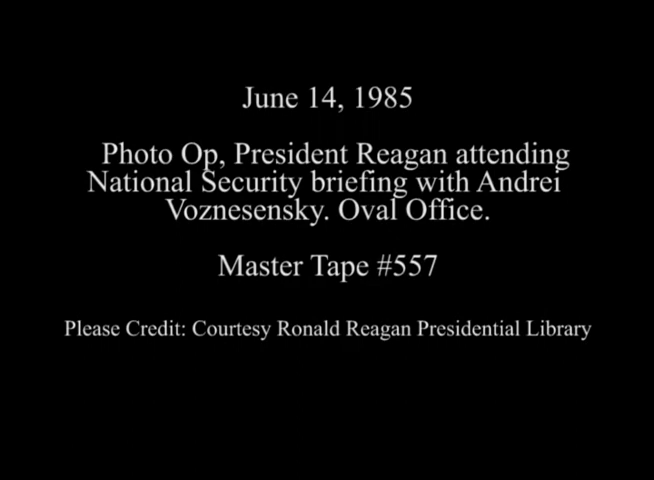 June 14, 1985
Photo Op, President Reagan attending
National Security briefing with Andrei
Voznesensky. Oval Office.
Master Tape #557
Please Credit: Courtesy Ronald Reagan Presidential Library